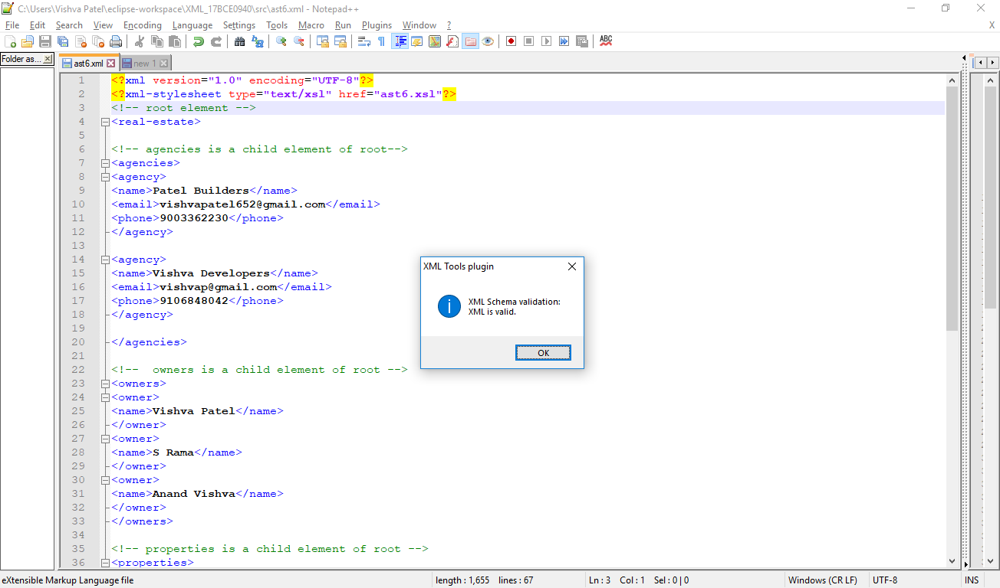 C:\Users\Vishva Patel\eclipse-workspace\XML_17BCE0940\src\ast6.xml - Notepad++
File Edit Search View Encoding Language Settings Tools Macro Run Plugins Window ? X
ABC
Folder as...
ast6.xml new 1
1 <?xml version="1.0" encoding="UTF-8"?>
2 <?xml-stylesheet type="text/xsl" href="ast6.xsl"?>
3 <!-- root element -->
4 <real-estate>
5
6 <!-- agencies is a child element of root-->
7 <agencies>
8 <agency>
9 <name>Patel Builders</name>
10 <email>vishvapatel652@gmail.com</email>
11 <phone>9003362230</phone>
12 </agency>
13
14 <agency>
15 <name>Vishva Developers</name>
16 <email>vishvap@gmail.com</email>
17 <phone>9106848042</phone>
18 </agency>
19
20 </agencies>
21
22 <!--  owners is a child element of root -->
23 <owners>
24 <owner>
25 <name>Vishva Patel</name>
26 </owner>
27 <owner>
28 <name>S Rama</name>
29 </owner>
30 <owner>
31 <name>Anand Vishva</name>
32 </owner>
33 </owners>
34
35 <!-- properties is a child element of root -->
36 <properties>
XML Tools plugin
XML Schema validation:
XML is valid.
OK
eXtensible Markup Language file length : 1,655 lines : 67 Ln : 3 Col : 1 Sel : 0 | 0 Windows (CR LF) UTF-8 INS